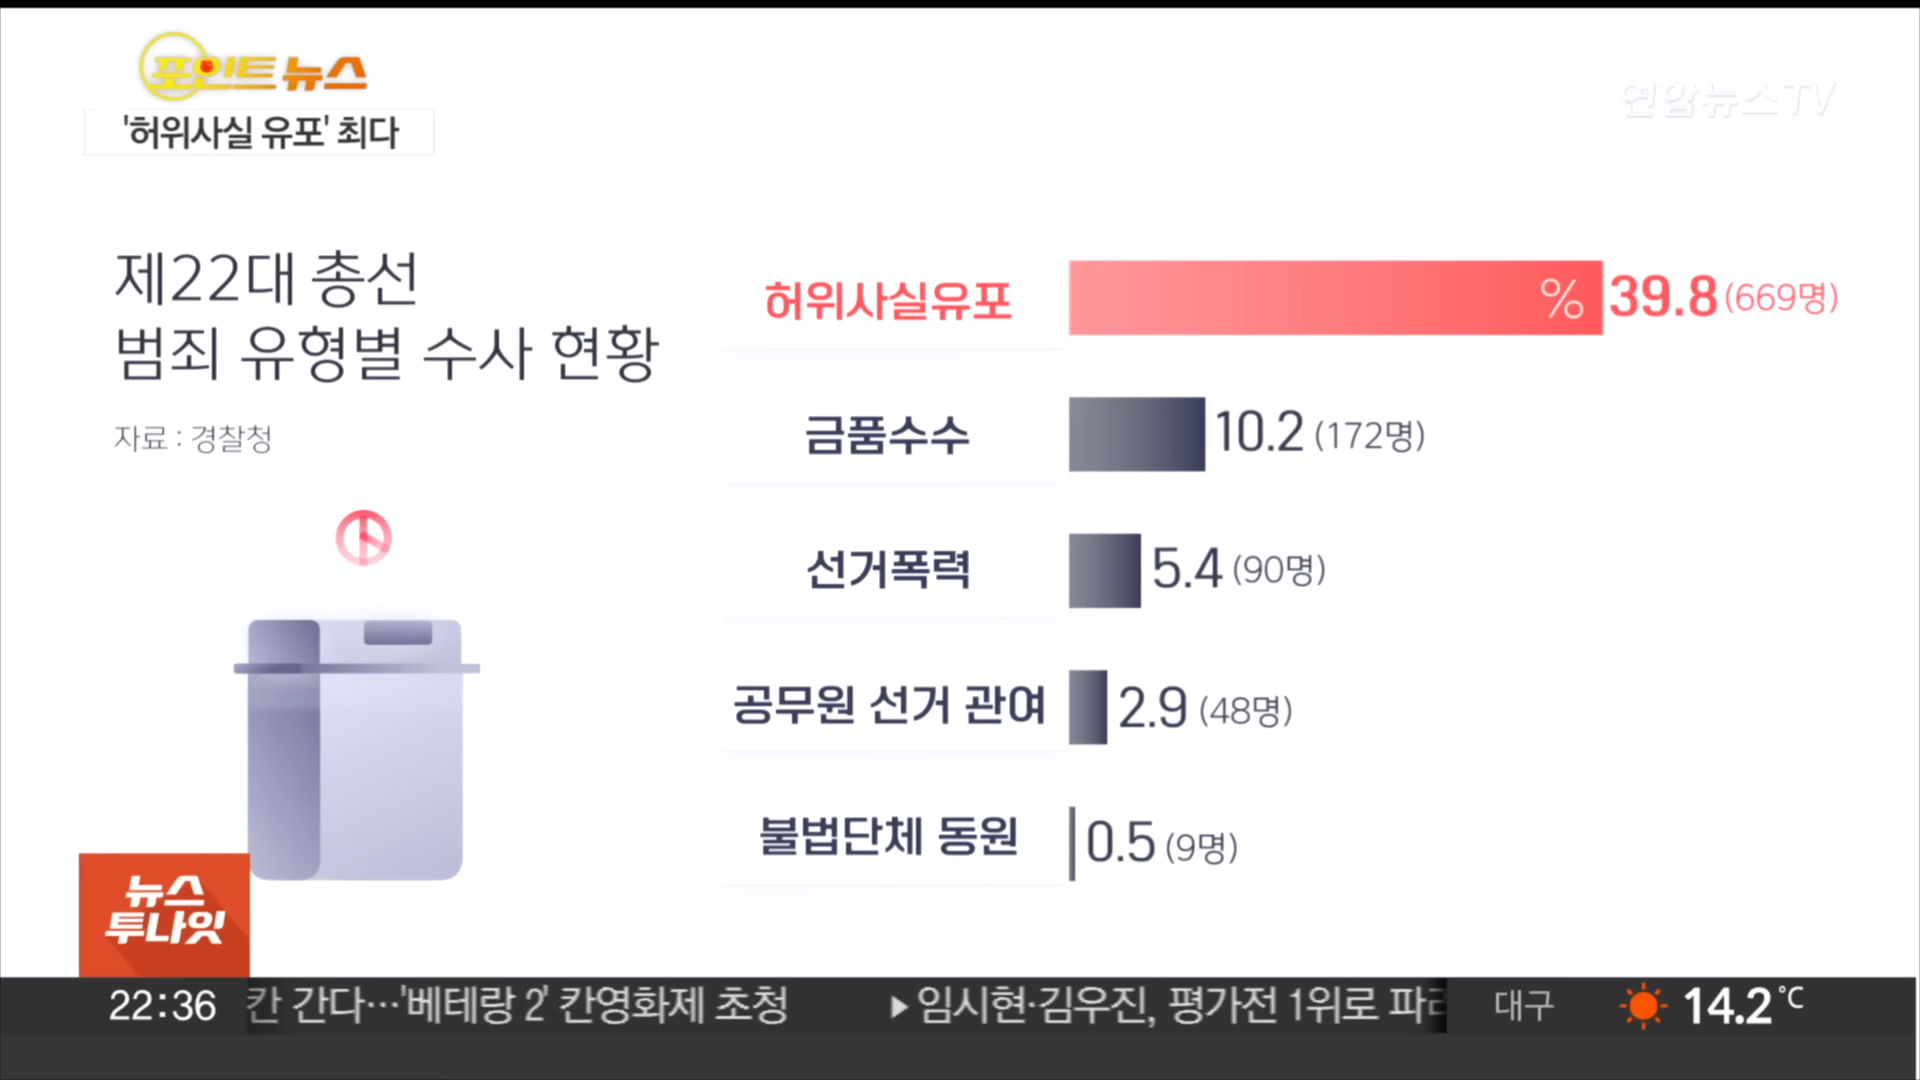 포인트뉴스
'허위사실 유포' 최다
연합뉴스TV
제22대 총선
범죄 유형별 수사 현황
자료 : 경찰청
허위사실유포 % 39.8 (669명)
금품수수 10.2 (172명)
선거폭력 5.4 (90명)
공무원 선거 관여 2.9 (48명)
불법단체 동원 0.5 (9명)
뉴스
투나잇
22:36 칸 간다…'베테랑 2' 칸영화제 초청 ▶임시현·김우진, 평가전 1위로 대구 14.2℃